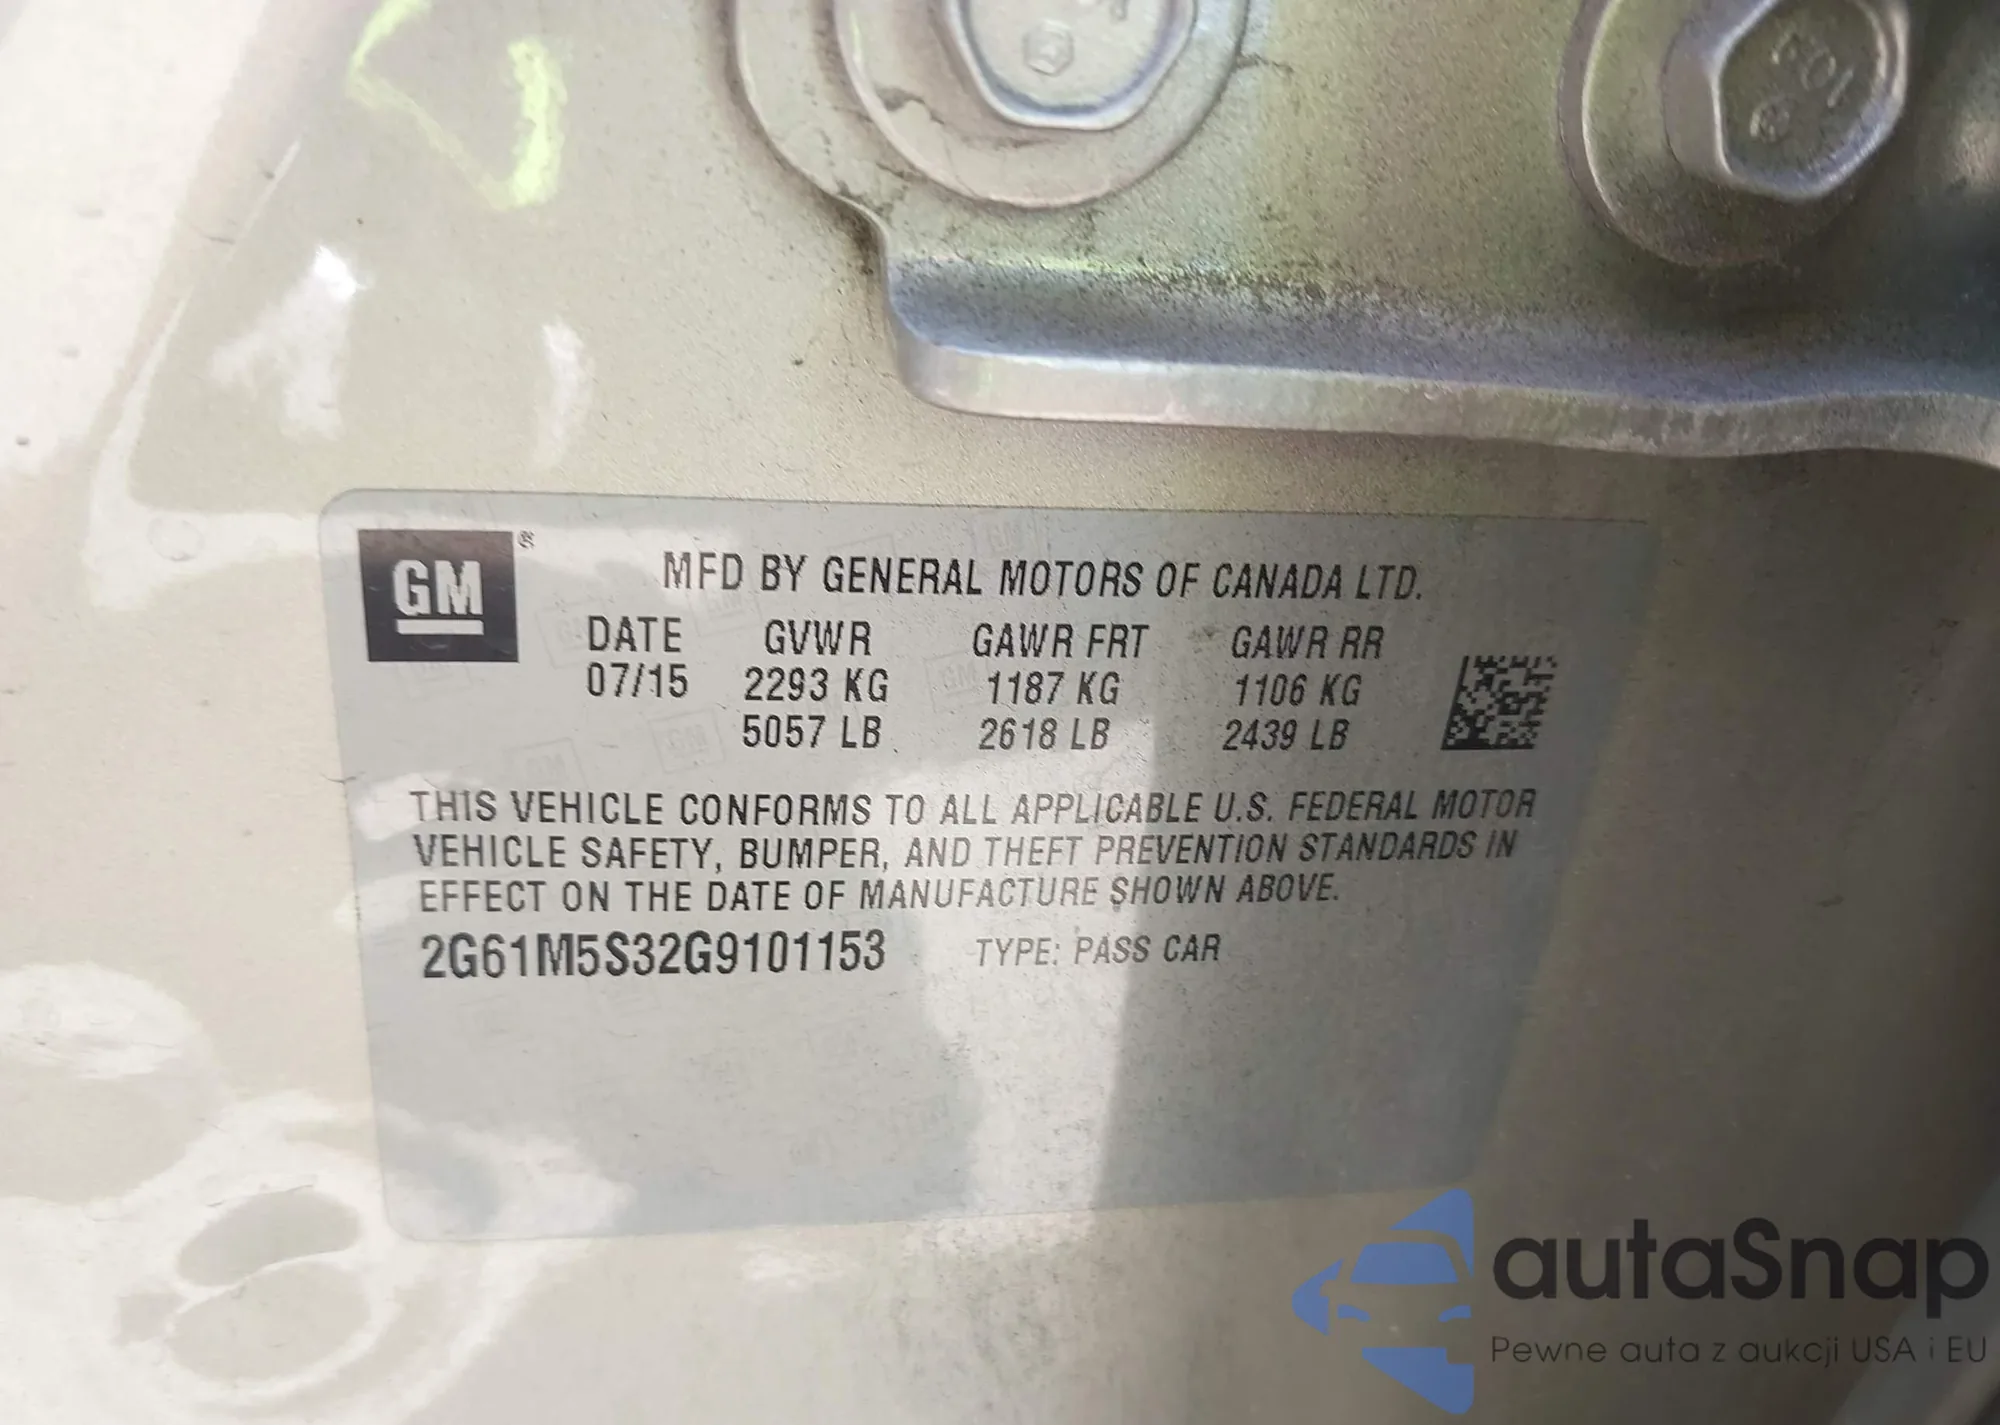 GM ®
MFD BY GENERAL MOTORS OF CANADA LTD.
DATE GVWR GAWR FRT GAWR RR
07/15 2293 KG 1187 KG 1106 KG
5057 LB 2618 LB 2439 LB
THIS VEHICLE CONFORMS TO ALL APPLICABLE U.S. FEDERAL MOTOR
VEHICLE SAFETY, BUMPER, AND THEFT PREVENTION STANDARDS IN
EFFECT ON THE DATE OF MANUFACTURE SHOWN ABOVE.
2G61M5S32G9101153 TYPE: PASS CAR
autaSnap
Pewne auta z aukcji USA i EU